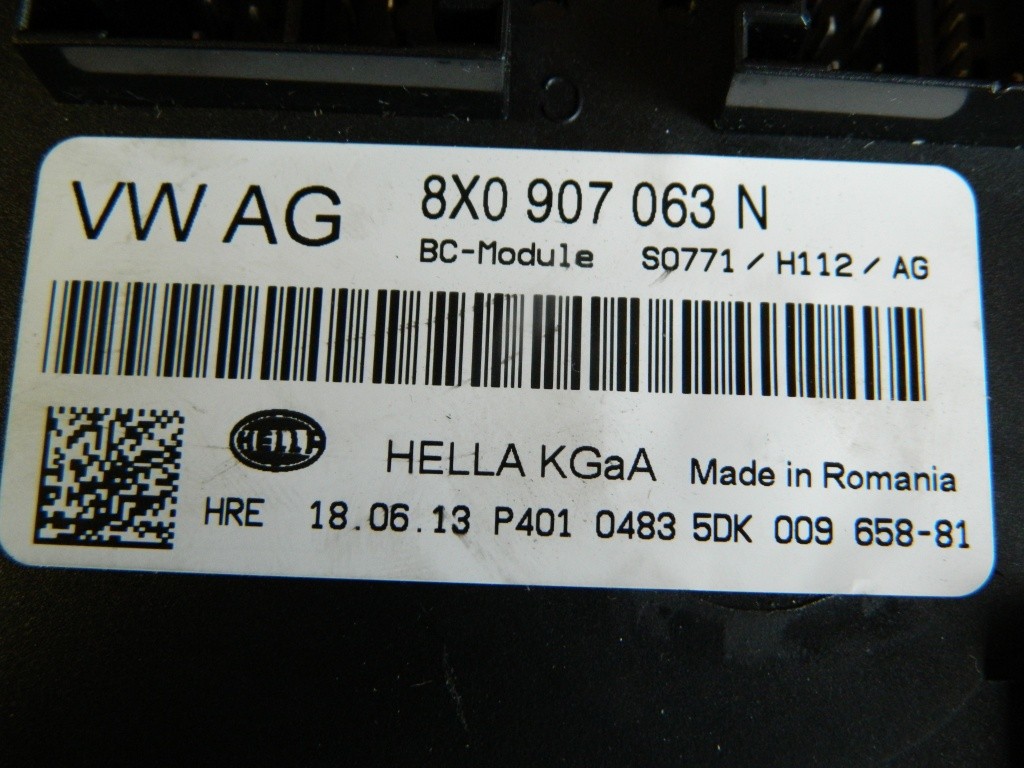 VW AG 8X0 907 063 N
BC-Module S0771 / H112 / AG
HELLA HELLA KGaA Made in Romania
HRE 18.06.13 P401 0483 5DK 009 658-81